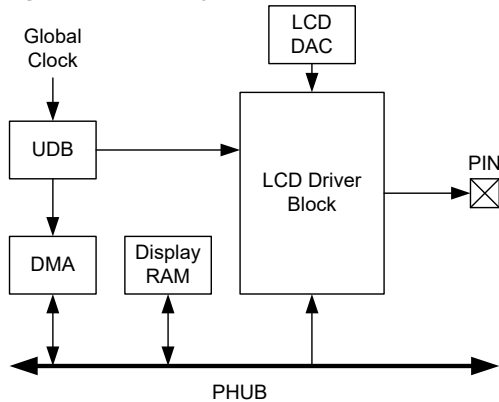 LCD
DAC
Global
Clock
UDB
LCD Driver
Block
PIN
DMA
Display
RAM
PHUB